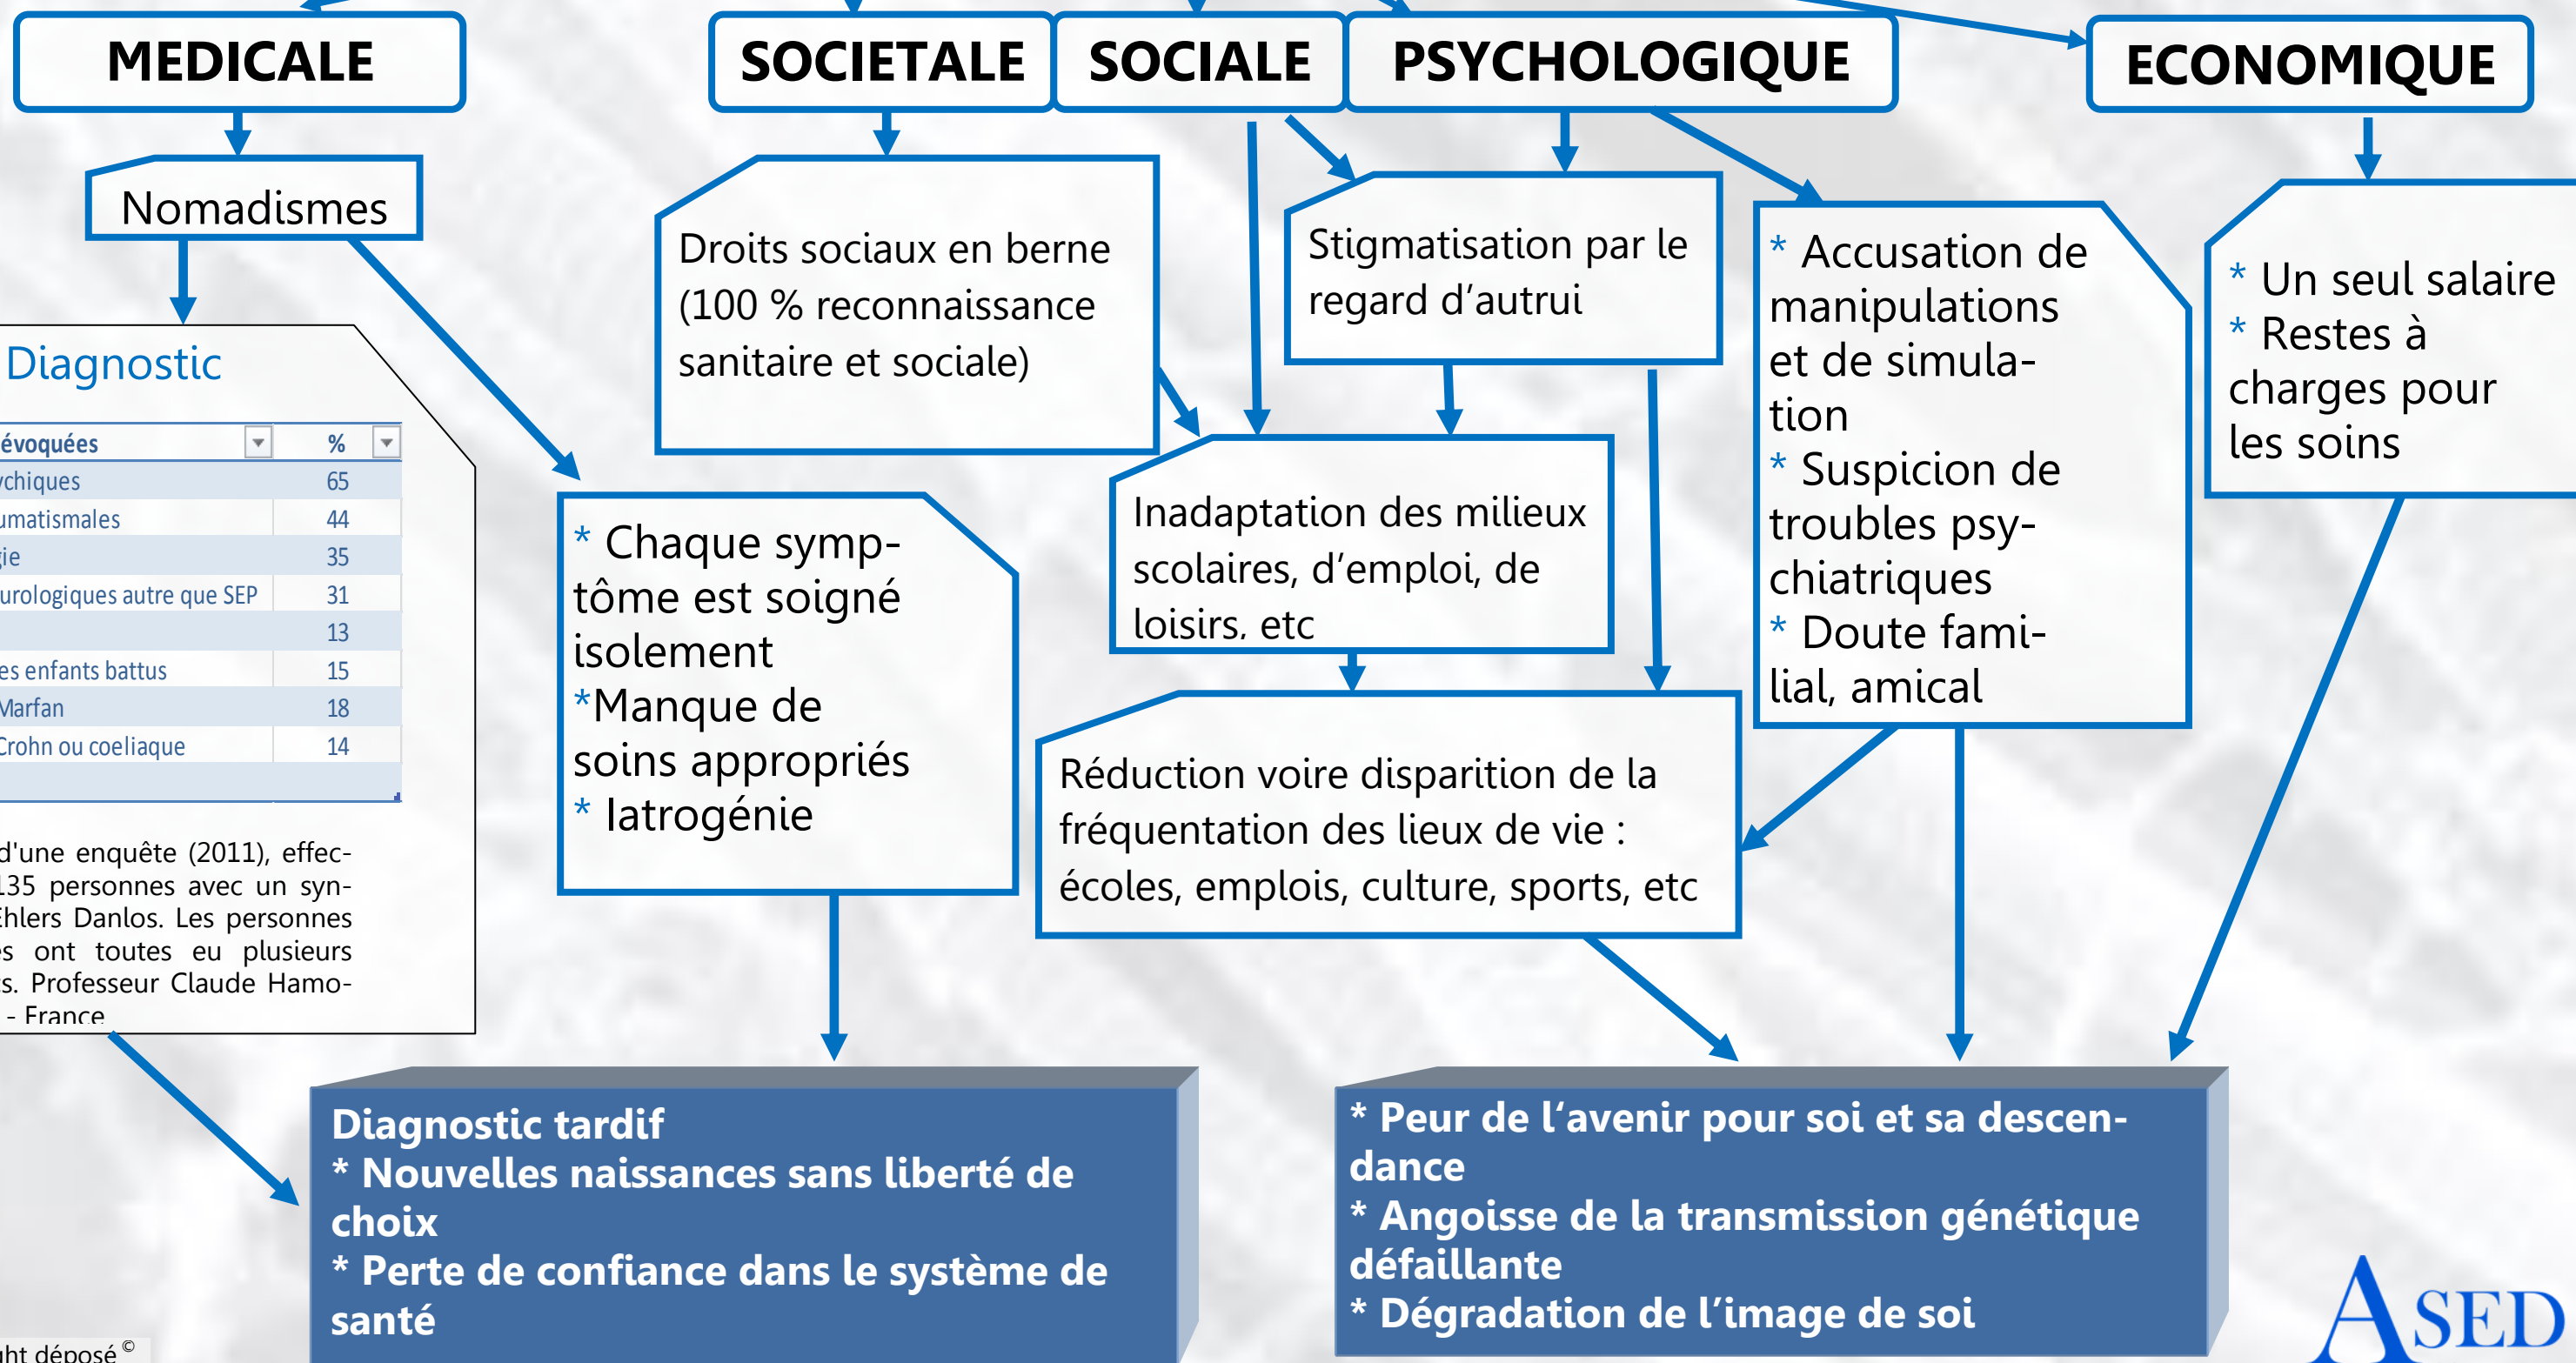 MEDICALE
SOCIETALE
SOCIALE
PSYCHOLOGIQUE
ECONOMIQUE
Nomadismes
Droits sociaux en berne
(100 % reconnaissance
sanitaire et sociale)
Stigmatisation par le
regard d’autrui
* Accusation de
manipulations
et de simula-
tion
* Suspicion de
troubles psy-
chiatriques
* Doute fami-
lial, amical
* Un seul salaire
* Restes à
charges pour
les soins
Diagnostic
évoquées %
65
44
35
autre que SEP 31
13
enfants battus 15
Marfan 18
Crohn ou coeliaque 14
d'une enquête (2011), effec-
135 personnes avec un syn-
Ehlers Danlos. Les personnes
ont toutes eu plusieurs
Professeur Claude Hamo-
- France
* Chaque symp-
tôme est soigné
isolement
*Manque de
soins appropriés
* Iatrogénie
Inadaptation des milieux
scolaires, d’emploi, de
loisirs, etc
Réduction voire disparition de la
fréquentation des lieux de vie :
écoles, emplois, culture, sports, etc
Diagnostic tardif
* Nouvelles naissances sans liberté de
choix
* Perte de confiance dans le système de
santé
* Peur de l‘avenir pour soi et sa descen-
dance
* Angoisse de la transmission génétique
défaillante
* Dégradation de l’image de soi
déposé ©
ASED